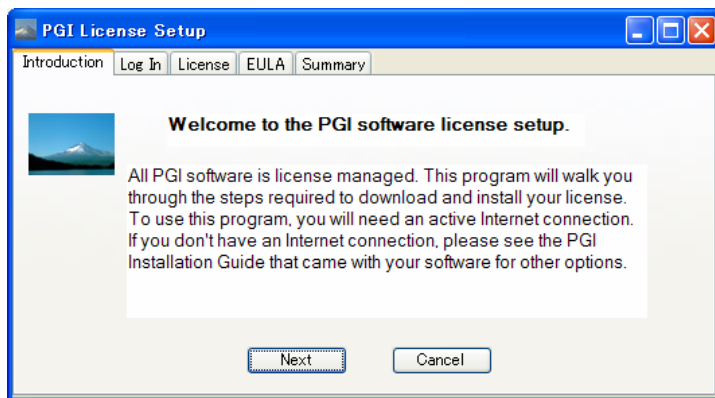 PGI License Setup
Introduction Log In License EULA Summary
Welcome to the PGI software license setup.
All PGI software is license managed. This program will walk you
through the steps required to download and install your license.
To use this program, you will need an active Internet connection.
If you don't have an Internet connection, please see the PGI
Installation Guide that came with your software for other options.
Next Cancel